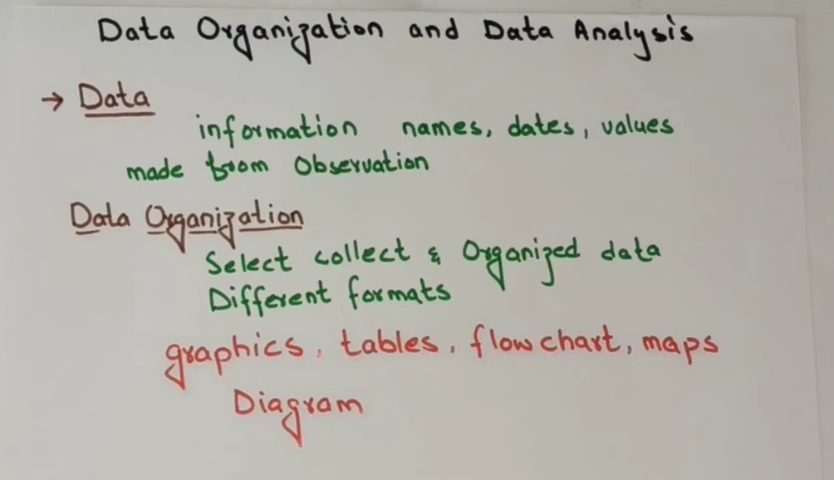 Data Organization and Data Analysis
→ Data
information names, dates, values
made from Observation
Data Organization
Select collect & Organized data
Different formats
graphics, tables, flow chart, maps
Diagram